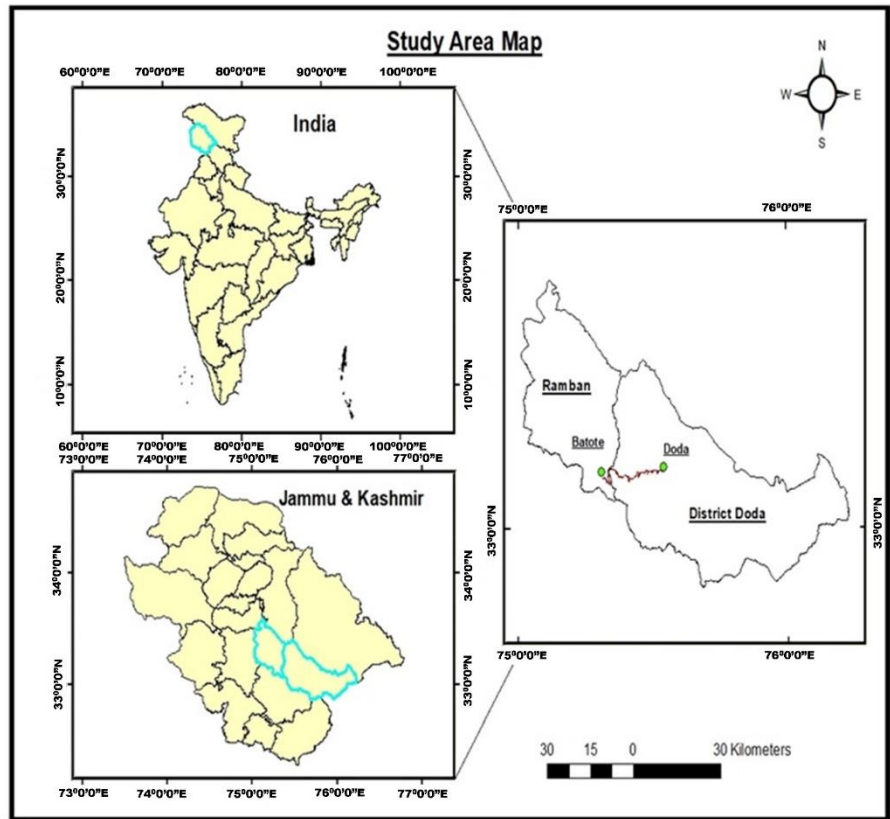 Study Area Map
N
W E
S
60°0'0"E 70°0'0"E 80°0'0"E 90°0'0"E 100°0'0"E
India
30°0'0"N 30°0'0"N
20°0'0"N 20°0'0"N
10°0'0"N 10°0'0"N
60°0'0"E 70°0'0"E 80°0'0"E 90°0'0"E 100°0'0"E
75°0'0"E 76°0'0"E
Ramban
Batote Doda
District Doda
33°0'0"N 33°0'0"N
75°0'0"E 76°0'0"E
73°0'0"E 74°0'0"E 75°0'0"E 76°0'0"E 77°0'0"E
Jammu & Kashmir
34°0'0"N 34°0'0"N
33°0'0"N 33°0'0"N
73°0'0"E 74°0'0"E 75°0'0"E 76°0'0"E 77°0'0"E
30 15 0 30 Kilometers